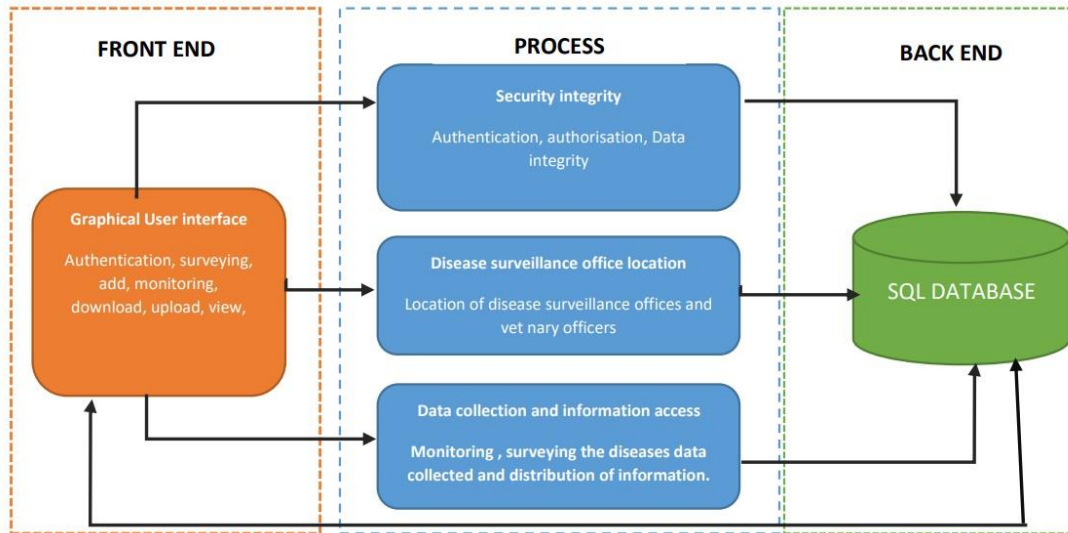 FRONT END
PROCESS
BACK END
Security integrity
Authentication, authorisation, Data
integrity
Graphical User interface
Authentication, surveying,
add, monitoring,
download, upload, view,
Disease surveillance office location
Location of disease surveillance offices and
vet nary officers
SQL DATABASE
Data collection and information access
Monitoring , surveying the diseases data
collected and distribution of information.